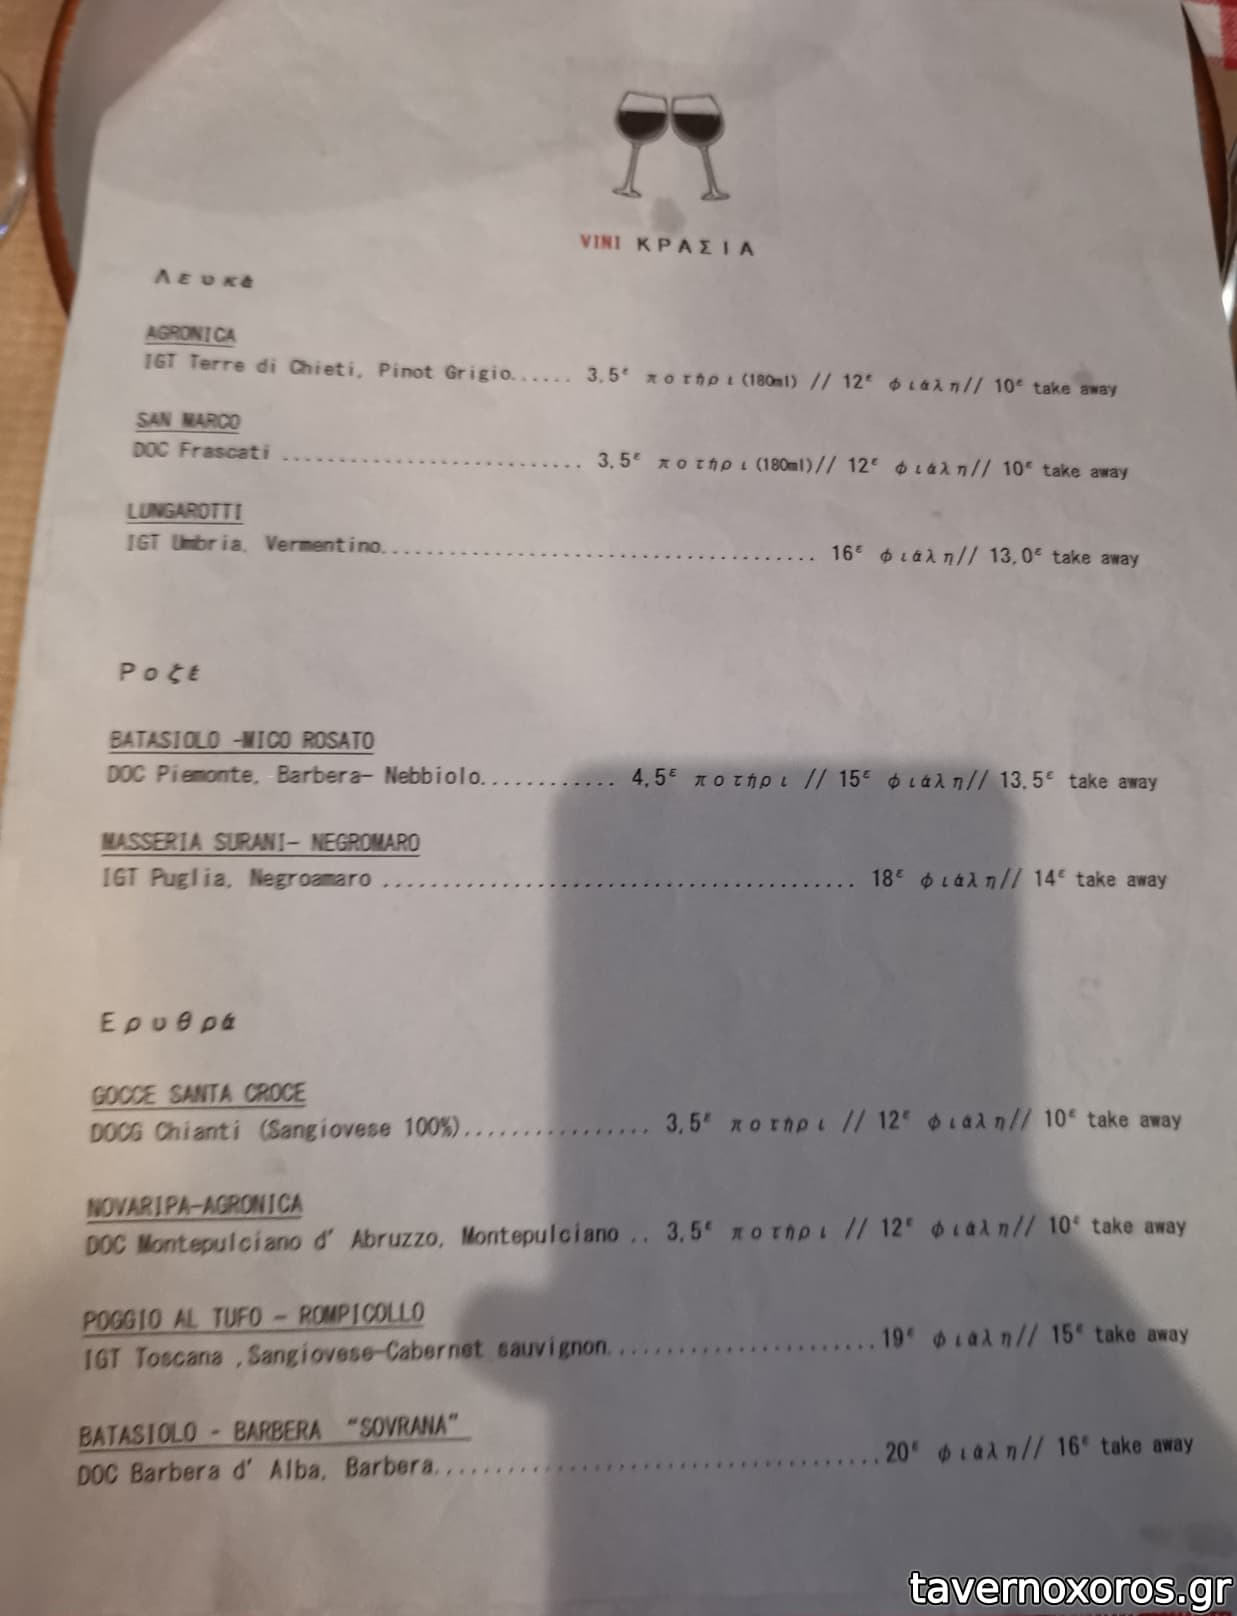 VINI ΚΡΑΣΙΑ
Λευκά
AGRONICA
IGT Terre di Chieti, Pinot Grigio...... 3,5€ ποτήρι(180ml) // 12€ φιάλη// 10€ take away
SAN MARCO
DOC Frascati ........................... 3,5€ ποτήρι(180ml)// 12€ φιάλη// 10€ take away
LUNGAROTTI
IGT Umbria, Vermentino....................................... 16€ φιάλη// 13,0€ take away
Ροζέ
BATASIOLO -MICO ROSATO
DOC Piemonte, Barbera- Nebbiolo............ 4,5€ ποτήρι // 15€ φιάλη// 13,5€ take away
MASSERIA SURANI- NEGROMARO
IGT Puglia, Negroamaro ........................................ 18€ φιάλη// 14€ take away
Ερυθρά
GOCCE SANTA CROCE
DOCG Chianti (Sangiovese 100%)................ 3,5€ ποτήρι // 12€ φιάλη// 10€ take away
NOVARIPA-AGRONICA
DOC Montepulciano d' Abruzzo, Montepulciano .. 3,5€ ποτήρι // 12€ φιάλη// 10€ take away
POGGIO AL TUFO - ROMPICOLLO
IGT Toscana ,Sangiovese-Cabernet sauvignon.......................19€ φιάλη// 15€ take away
BATASIOLO - BARBERA "SOVRANA"
DOC Barbera d' Alba, Barbera......................................20€ φιάλη// 16€ take away
tavernoxoros.gr